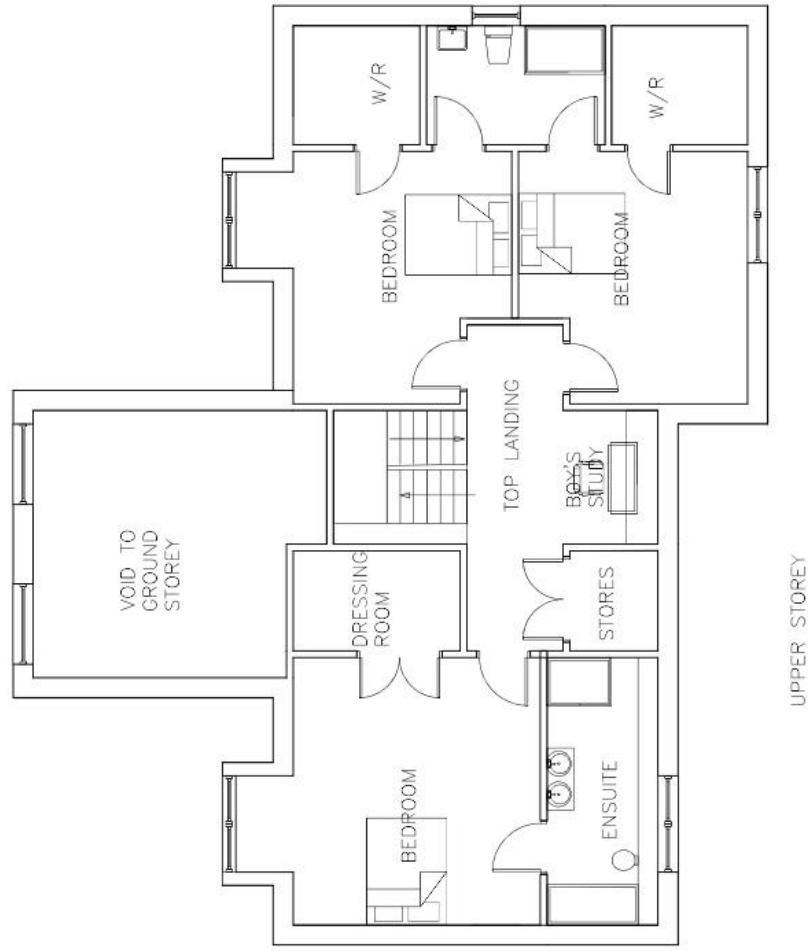 W/R
W/R
BEDROOM
BEDROOM
TOP LANDING
BOY'S
STUDY
VOID TO
GROUND
STOREY
DRESSING
ROOM
STORES
BEDROOM
ENSUITE
UPPER STOREY